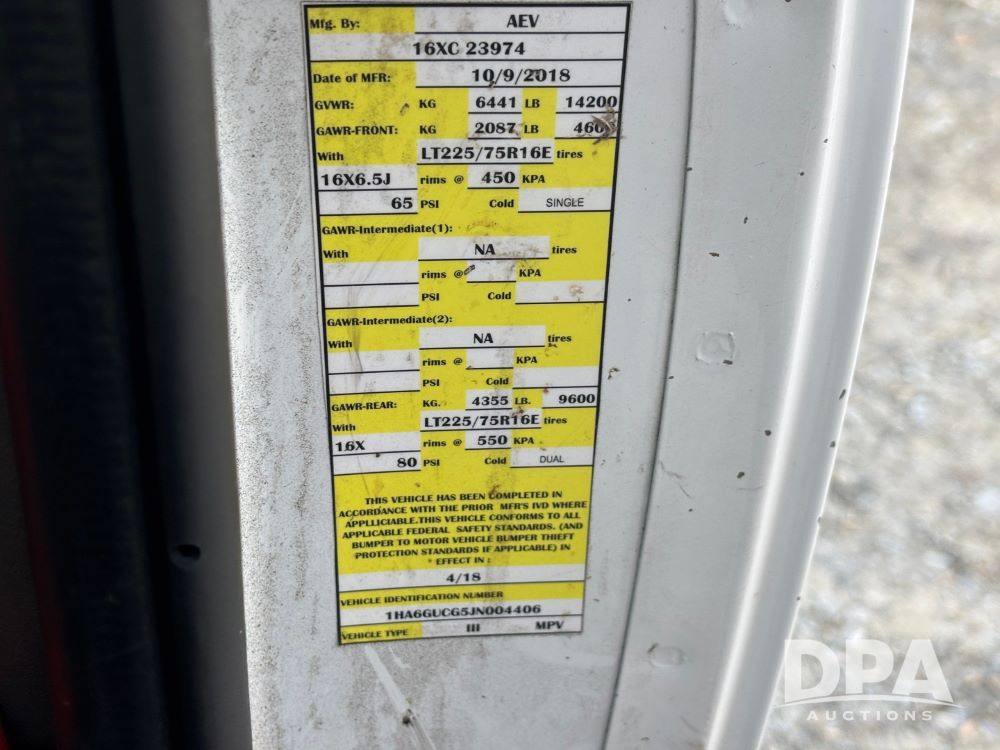 Mfg. By: AEV
16XC 23974
Date of MFR: 10/9/2018
GVWR: KG 6441 LB 14200
GAWR-FRONT: KG 2087 LB 460
With LT225/75R16E tires
16X6.5J rims @ 450 KPA
65 PSI Cold SINGLE
GAWR-Intermediate(1):
With NA tires
rims @ KPA
PSI Cold
GAWR-Intermediate(2):
With NA tires
rims @ KPA
PSI Cold
GAWR-REAR: KG. 4355 LB. 9600
With LT225/75R16E tires
16X rims @ 550 KPA
80 PSI Cold DUAL
THIS VEHICLE HAS BEEN COMPLETED IN
ACCORDANCE WITH THE PRIOR MFR'S IVD WHERE
APPLLICIABLE.THIS VEHICLE CONFORMS TO ALL
APPLICABLE FEDERAL SAFETY STANDARDS. (AND
BUMPER TO MOTOR VEHICLE BUMPER THIEFT
PROTECTION STANDARDS IF APPLICABLE) IN
EFFECT IN :
4/18
VEHICLE IDENTIFICATION NUMBER
1HA6GUCG5JN004406
VEHICLE TYPE III MPV
DPA
AUCTIONS